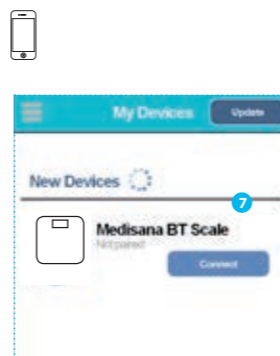 My Devices Update
New Devices
7
Medisana BT Scale
Not paired
Connect